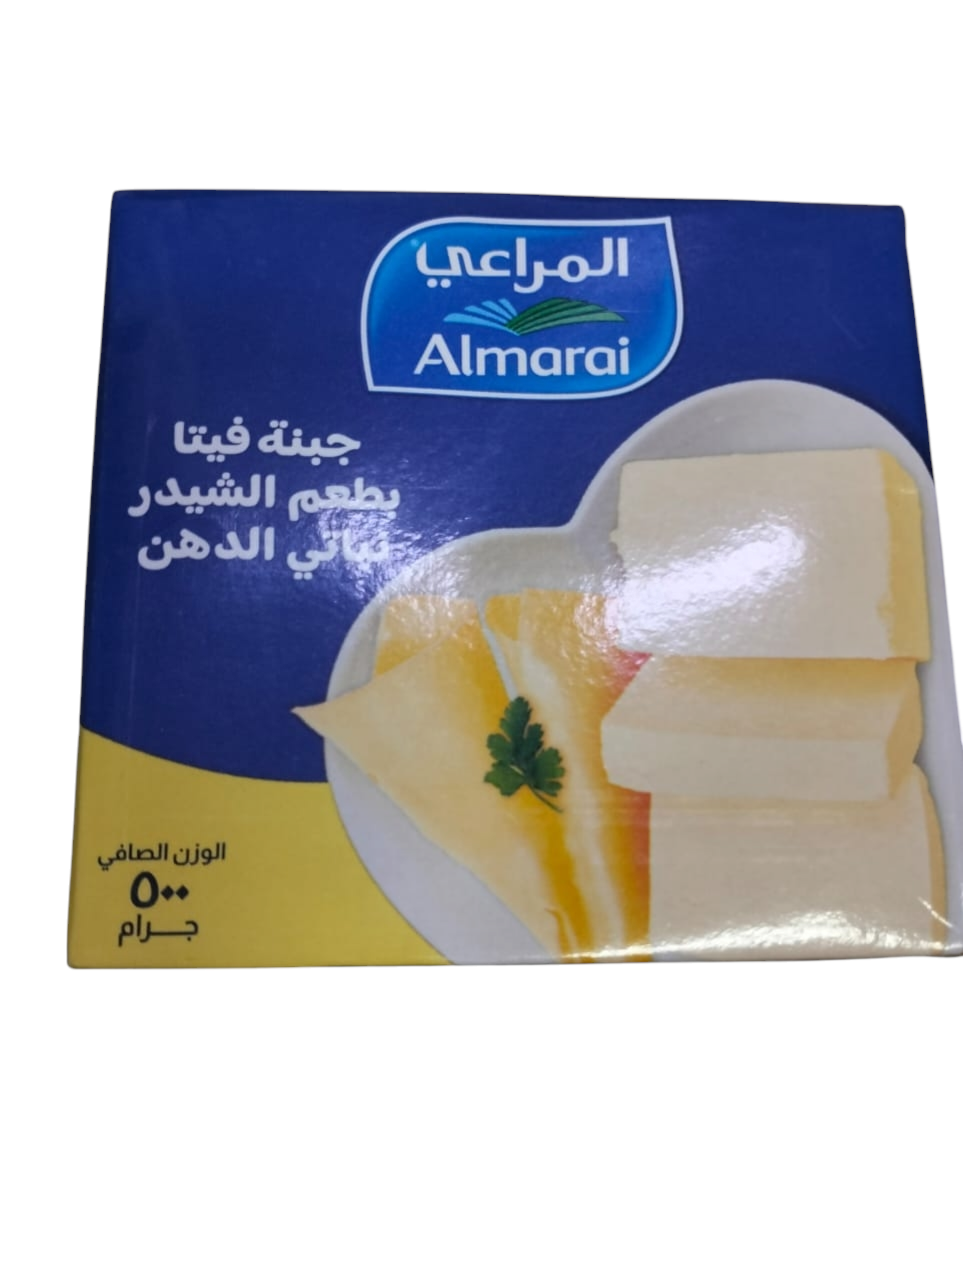 المراعي
Almarai
جبنة فيتا
بطعم الشيدر
نباتي الدهن
الوزن الصافي
٥٠٠
جرام